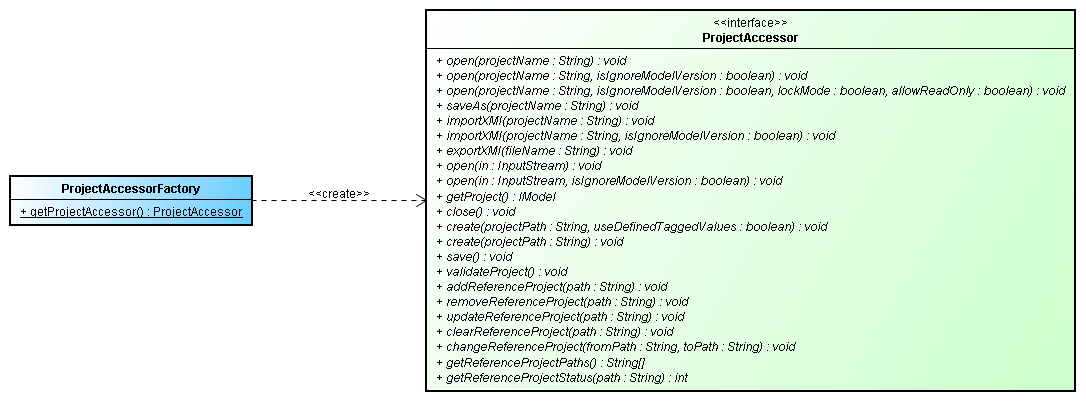 ProjectAccessorFactory
+ getProjectAccessor() : ProjectAccessor
<<create>>
<<interface>>
ProjectAccessor
+ open(projectName : String) : void
+ open(projectName : String, isIgnoreModelVersion : boolean) : void
+ open(projectName : String, isIgnoreModelVersion : boolean, lockMode : boolean, allowReadOnly : boolean) : void
+ saveAs(projectName : String) : void
+ importXMI(projectName : String) : void
+ importXMI(projectName : String, isIgnoreModelVersion : boolean) : void
+ exportXMI(fileName : String) : void
+ open(in : InputStream) : void
+ open(in : InputStream, isIgnoreModelVersion : boolean) : void
+ getProject() : IModel
+ close() : void
+ create(projectPath : String, useDefinedTaggedValues : boolean) : void
+ create(projectPath : String) : void
+ save() : void
+ validateProject() : void
+ addReferenceProject(path : String) : void
+ removeReferenceProject(path : String) : void
+ updateReferenceProject(path : String) : void
+ clearReferenceProject(path : String) : void
+ changeReferenceProject(fromPath : String, toPath : String) : void
+ getReferenceProjectPaths() : String[]
+ getReferenceProjectStatus(path : String) : int